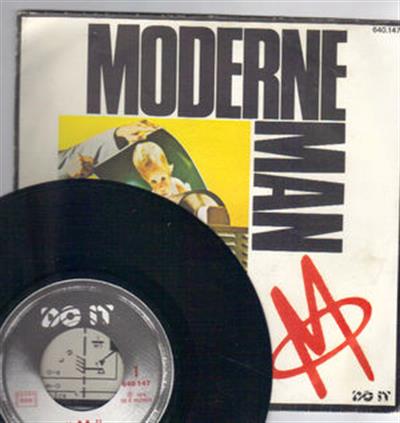 MODERNE
640.147
MAN
M
DO IT
DO IT
1
640 147